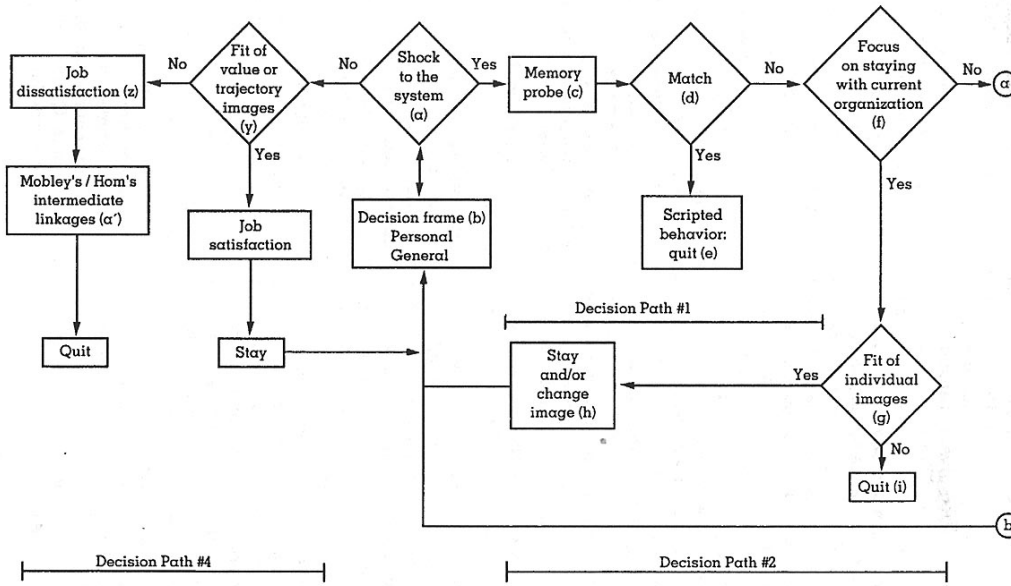 No
Fit of
value or
trajectory
images
(y)
No
Shock
to the
system
(a)
Yes
Memory
probe (c)
Match
(d)
No
Focus
on staying
with current
organization
(f)
No
a
Job
dissatisfaction (z)
Yes
Yes
Yes
Mobley's / Hom's
intermediate
linkages (a´)
Job
satisfaction
Decision frame (b)
Personal
General
Scripted
behavior:
quit (e)
Decision Path #1
Quit
Stay
Stay
and/or
change
image (h)
Yes
Fit of
individual
images
(g)
No
Quit (i)
b
Decision Path #4
Decision Path #2